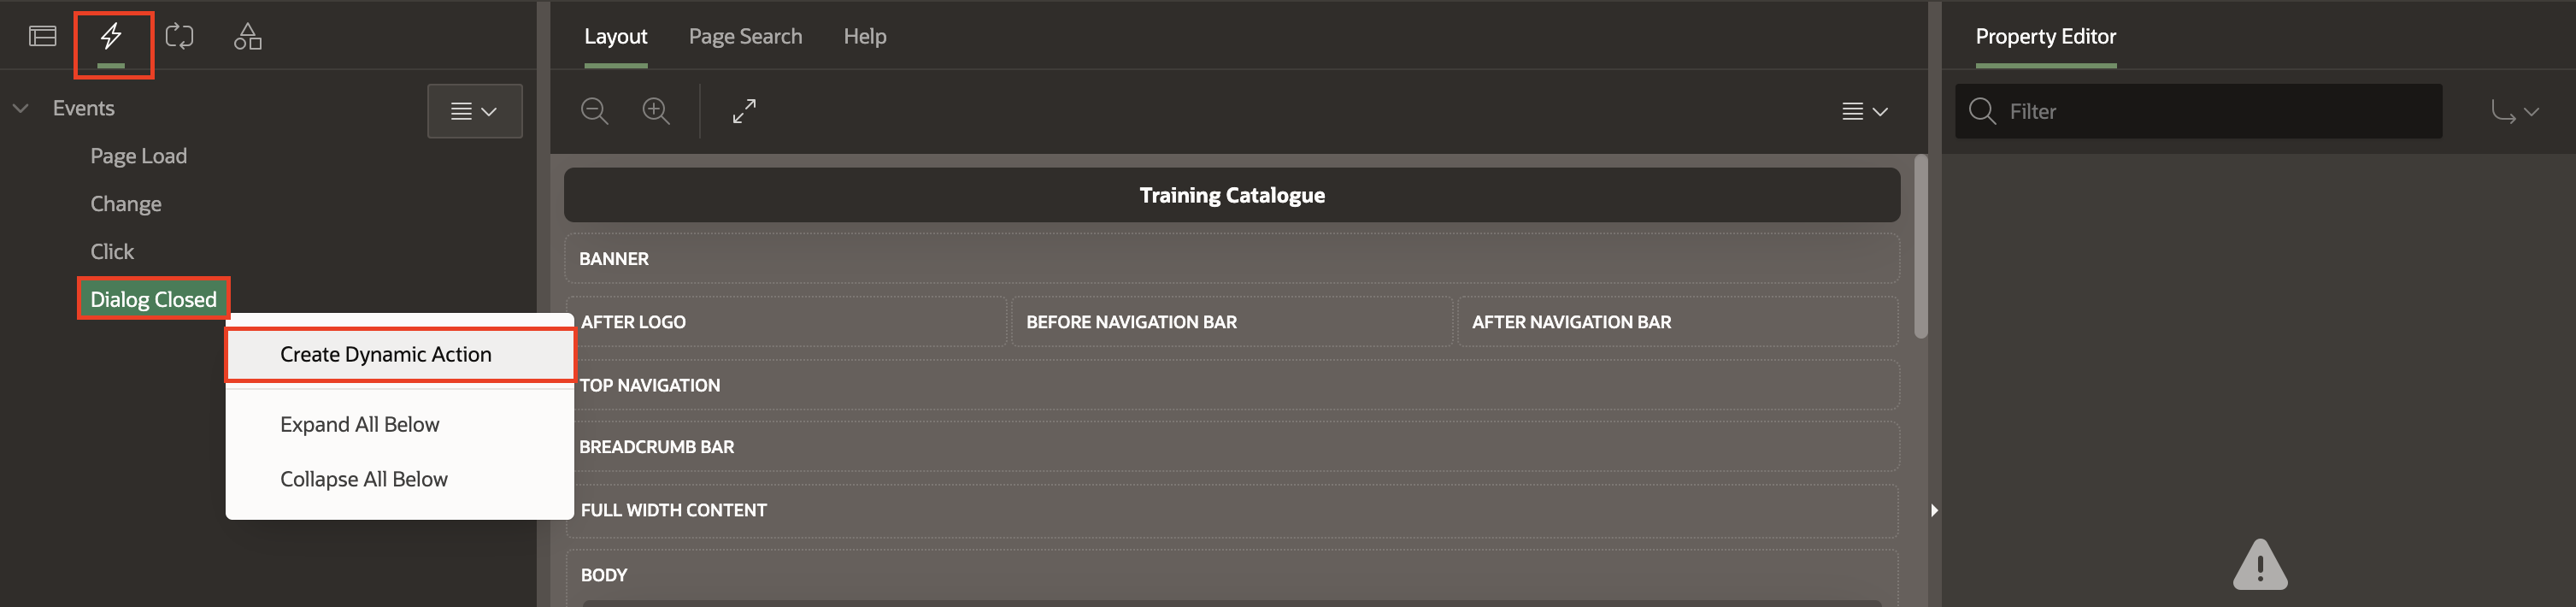 Layout Page Search Help
Property Editor
Events
Filter
Page Load
Change
Click
Dialog Closed
Create Dynamic Action
Expand All Below
Collapse All Below
Training Catalogue
BANNER
AFTER LOGO BEFORE NAVIGATION BAR AFTER NAVIGATION BAR
TOP NAVIGATION
BREADCRUMB BAR
FULL WIDTH CONTENT
BODY